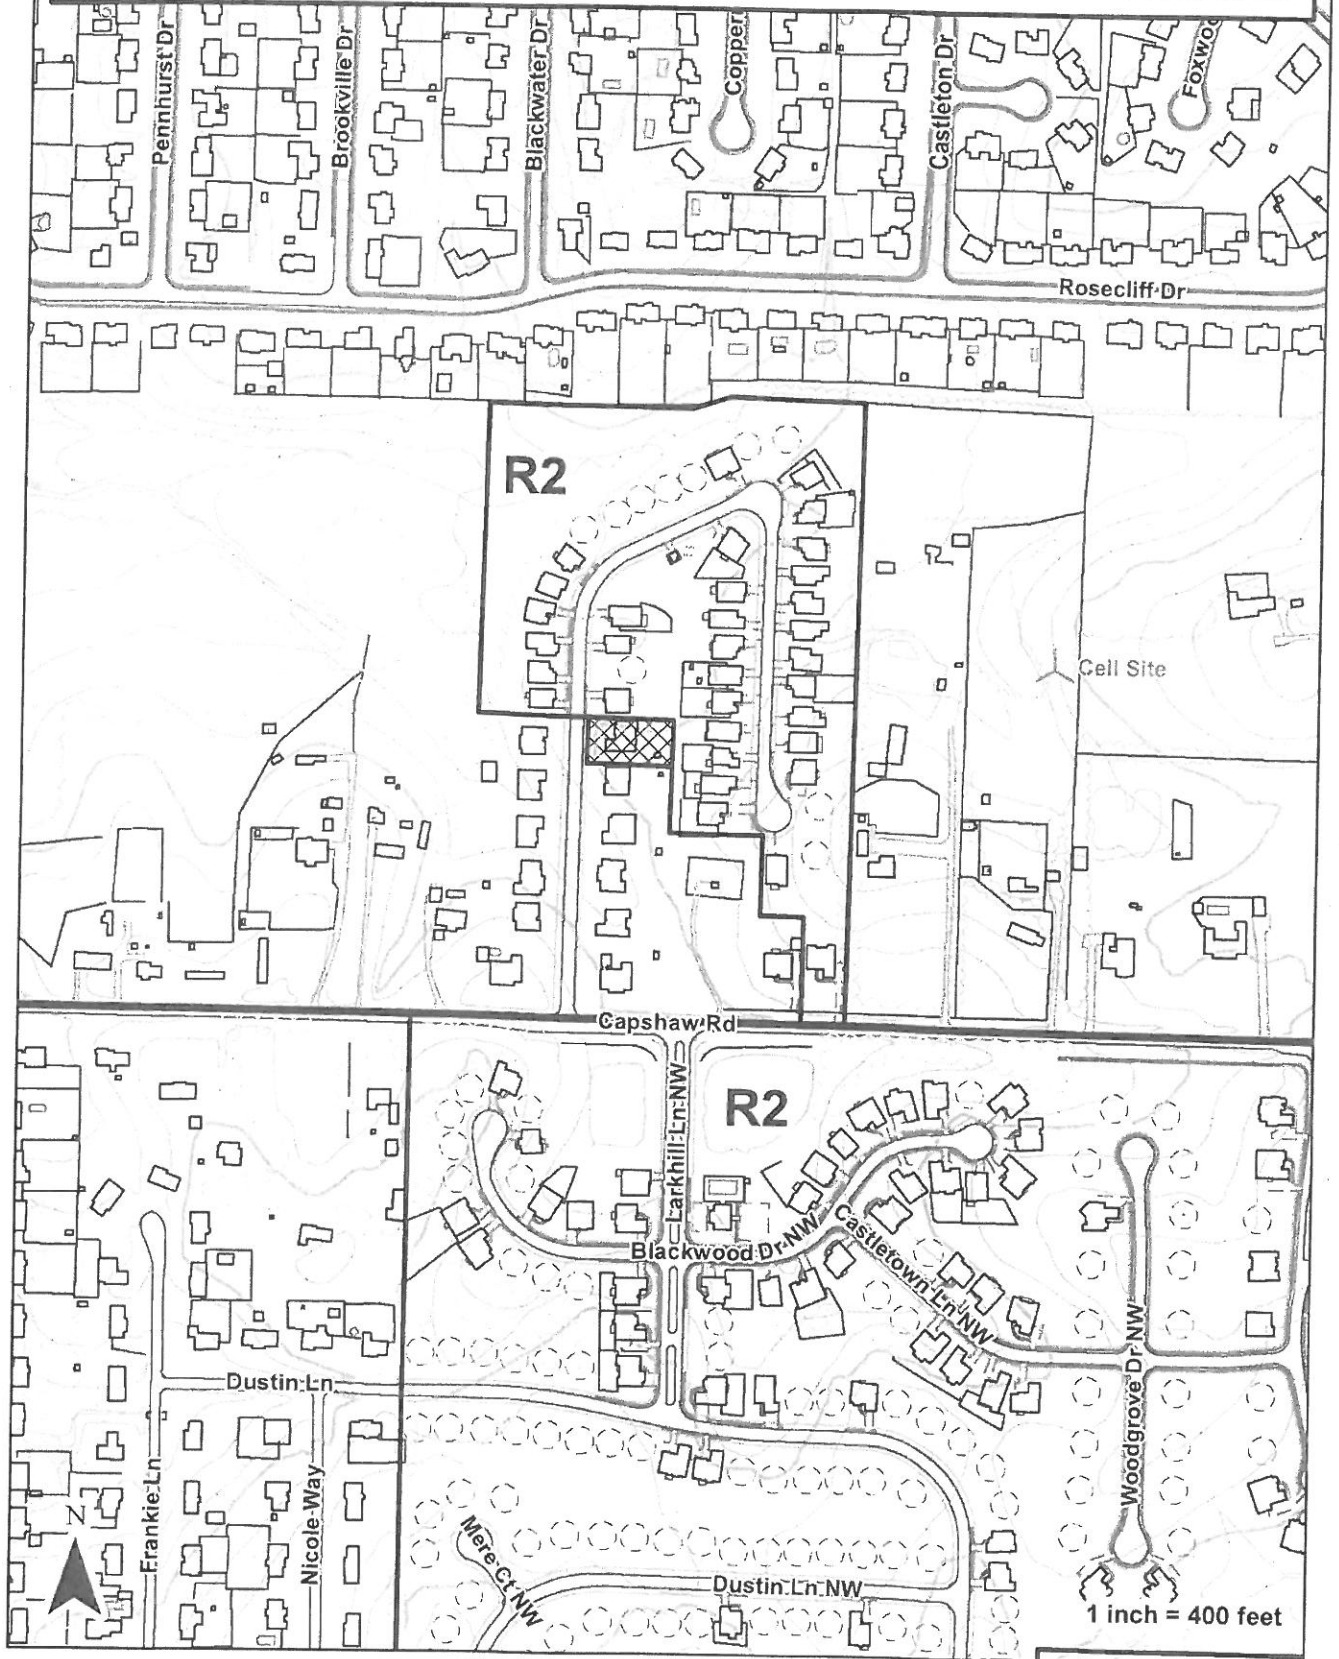 Pennhurst Dr
Brookville Dr
Blackwater Dr
Copper
Castleton Dr
Foxwoo
Rosecliff Dr
R2
Cell Site
Capshaw Rd
Larkhill Ln NW
R2
Blackwood Dr NW
Castletown Ln NW
Woodgrove Dr NW
Dustin Ln
Frankie Ln
Nicole Way
N
Mere Ct NW
Dustin Ln NW
1 inch = 400 feet